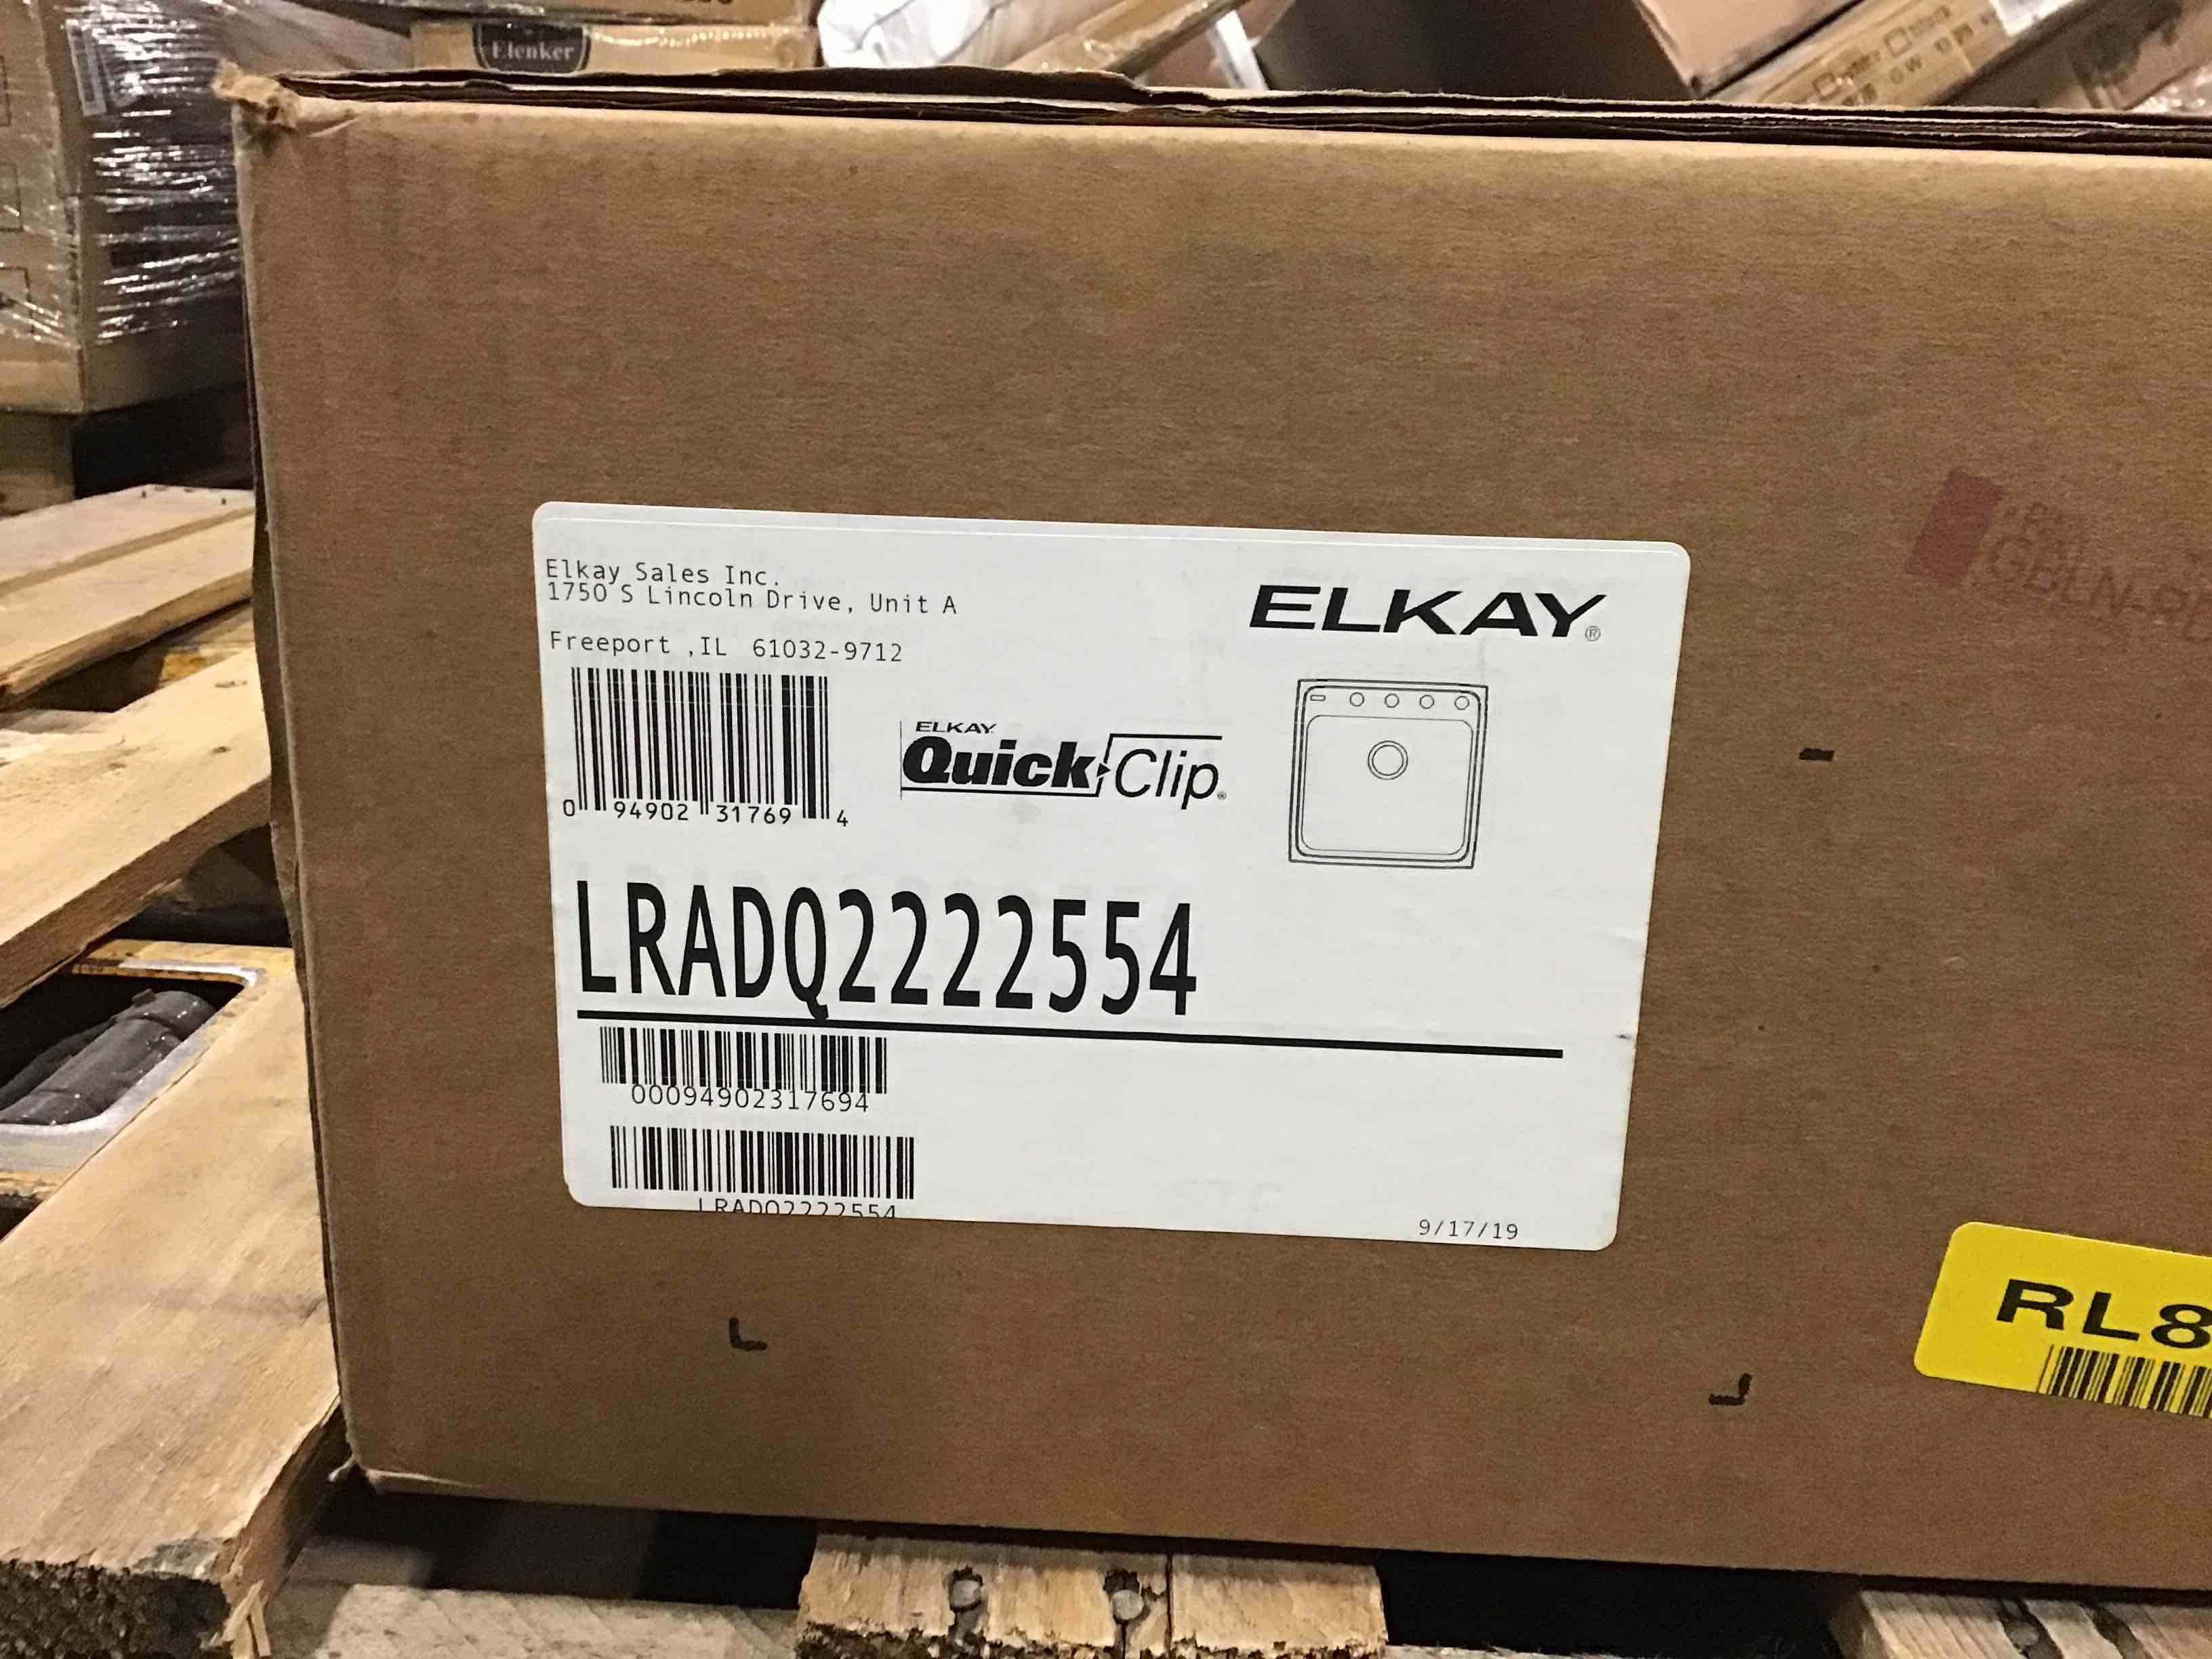 Elenker
Elkay Sales Inc.
1750 S Lincoln Drive, Unit A
Freeport ,IL 61032-9712
ELKAY®
0 94902 31769 4
ELKAY
Quick Clip®
LRADQ2222554
00094902317694
LRADQ2222554
9/17/19
RL8